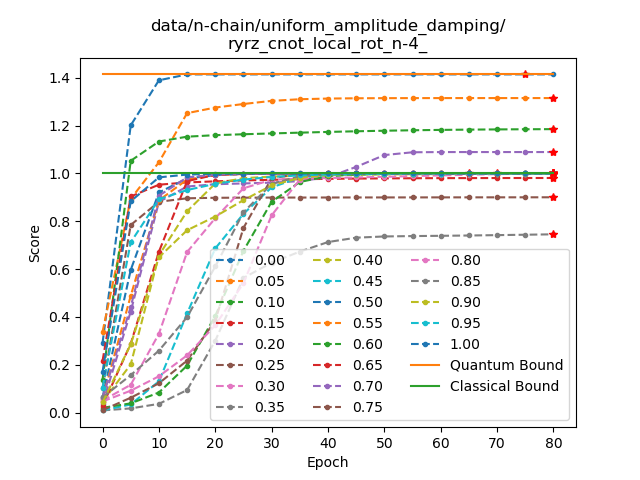 data/n-chain/uniform_amplitude_damping/
ryrz_cnot_local_rot_n-4_
Score
1.4
1.2
1.0
0.8
0.6
0.4
0.2
0.0
0.00 0.40 0.80
0.05 0.45 0.85
0.10 0.50 0.90
0.15 0.55 0.95
0.20 0.60 1.00
0.25 0.65 Quantum Bound
0.30 0.70 Classical Bound
0.35 0.75
0 10 20 30 40 50 60 70 80
Epoch